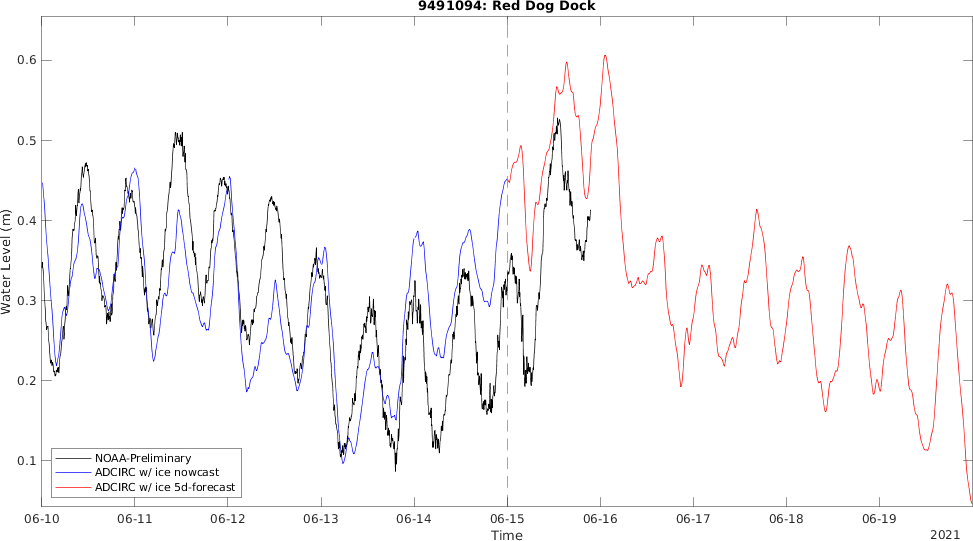 9491094: Red Dog Dock
Water Level (m)
0.6
0.5
0.4
0.3
0.2
0.1
NOAA-Preliminary
ADCIRC w/ ice nowcast
ADCIRC w/ ice 5d-forecast
06-10 06-11 06-12 06-13 06-14 06-15 06-16 06-17 06-18 06-19
Time
2021